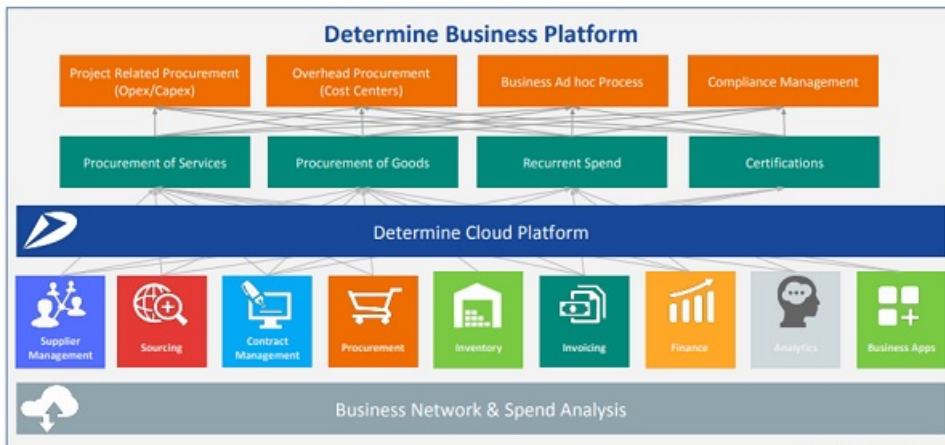 Determine Business Platform
Project Related Procurement
(Opex/Capex)
Overhead Procurement
(Cost Centers)
Business Ad hoc Process
Compliance Management
Procurement of Services
Procurement of Goods
Recurrent Spend
Certifications
Determine Cloud Platform
Supplier
Management
Sourcing
Contract
Management
Procurement
Inventory
Invoicing
Finance
Analytics
Business Apps
Business Network & Spend Analysis